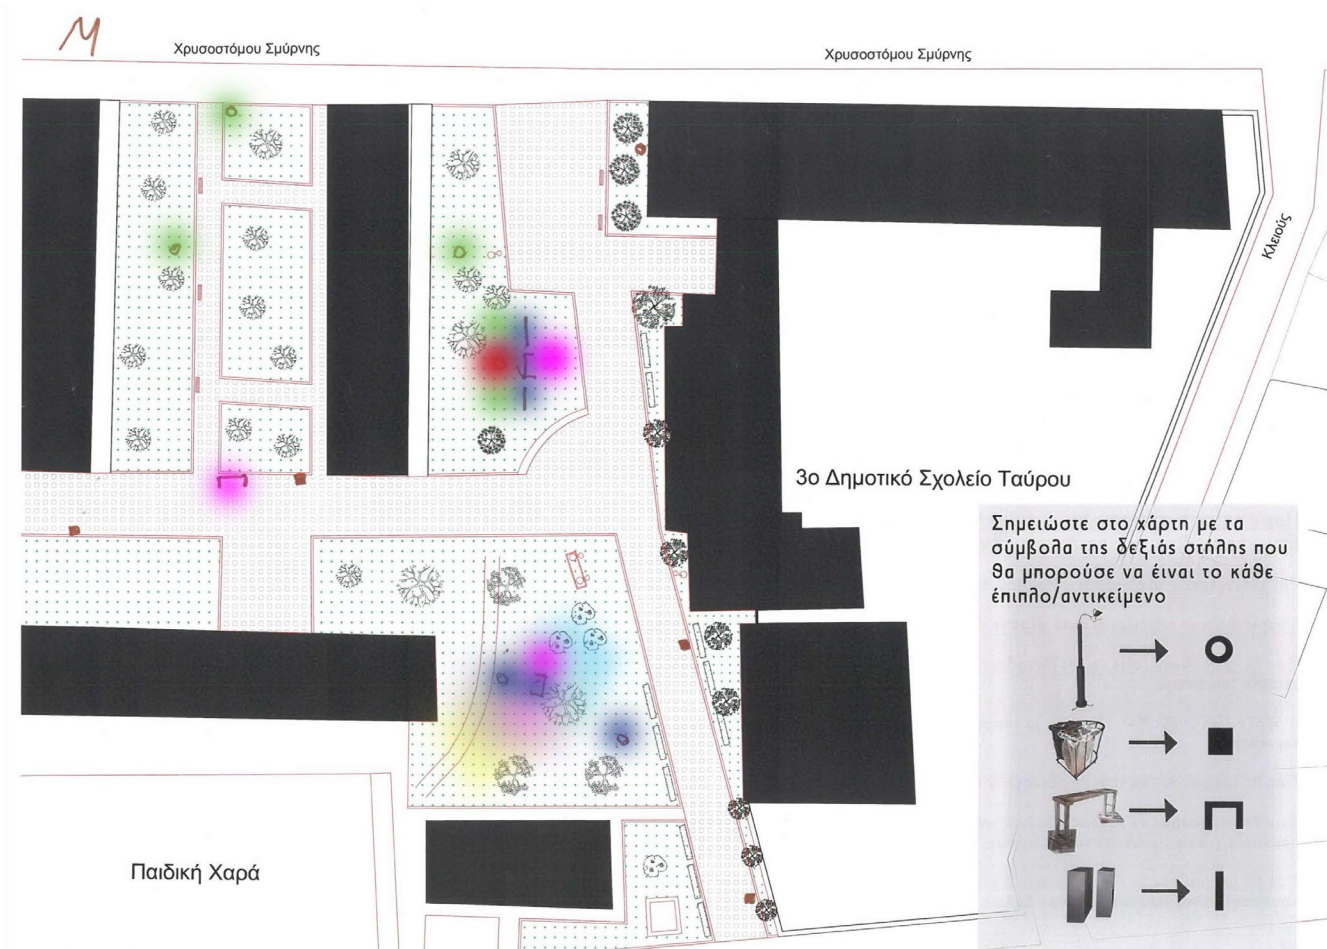 M
Χρυσοστόμου Σμύρνης
Χρυσοστόμου Σμύρνης
Κλειούς
3ο Δημοτικό Σχολείο Ταύρου
Σημειώστε στο χάρτη με τα
σύμβολα της δεξιάς στήλης που
θα μπορούσε να έιναι το κάθε
έπιπλο/αντικείμενο
Παιδική Χαρά